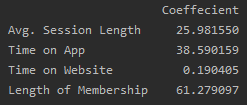 Coeffecient
Avg. Session Length 25.981550
Time on App 38.590159
Time on Website 0.190405
Length of Membership 61.279097